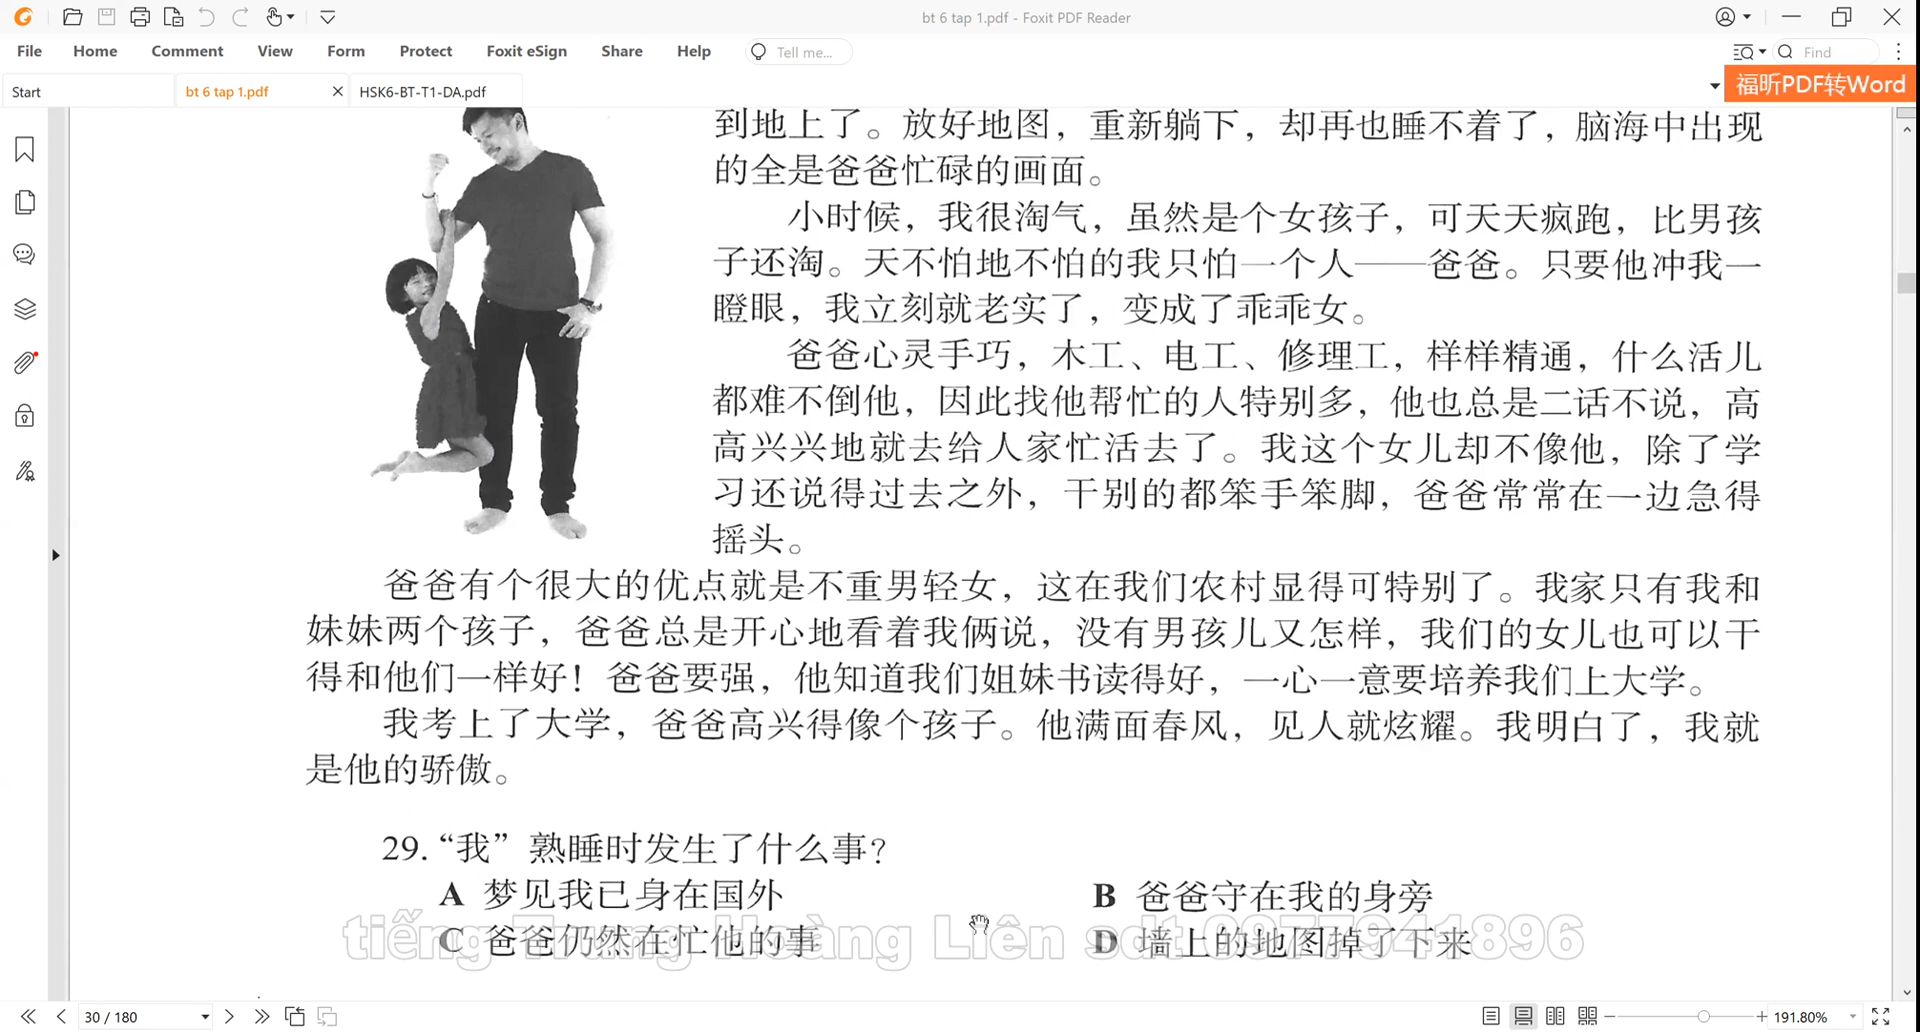 bt 6 tap 1.pdf - Foxit PDF Reader
File Home Comment View Form Protect Foxit eSign Share Help Tell me... Find
Start bt 6 tap 1.pdf HSK6-BT-T1-DA.pdf 福昕PDF转Word
到地上了。放好地图，重新躺下，却再也睡不着了，脑海中出现
的全是爸爸忙碌的画面。
小时候，我很淘气，虽然是个女孩子，可天天疯跑，比男孩
子还淘。天不怕地不怕的我只怕一个人——爸爸。只要他冲我一
瞪眼，我立刻就老实了，变成了乖乖女。
爸爸心灵手巧，木工、电工、修理工，样样精通，什么活儿
都难不倒他，因此找他帮忙的人特别多，他也总是二话不说，高
高兴兴地就去给人家忙活去了。我这个女儿却不像他，除了学
习还说得过去之外，干别的都笨手笨脚，爸爸常常在一边急得
摇头。
爸爸有个很大的优点就是不重男轻女，这在我们农村显得可特别了。我家只有我和
妹妹两个孩子，爸爸总是开心地看着我俩说，没有男孩儿又怎样，我们的女儿也可以干
得和他们一样好！爸爸要强，他知道我们姐妹书读得好，一心一意要培养我们上大学。
我考上了大学，爸爸高兴得像个孩子。他满面春风，见人就炫耀。我明白了，我就
是他的骄傲。
29. “我”熟睡时发生了什么事？
A 梦见我已身在国外 B 爸爸守在我的身旁
C 爸爸仍然在忙他的事 D 墙上的地图掉了下来
tiếng Trung Hoàng Liên sdt 0977941896
30 / 180 191.80%